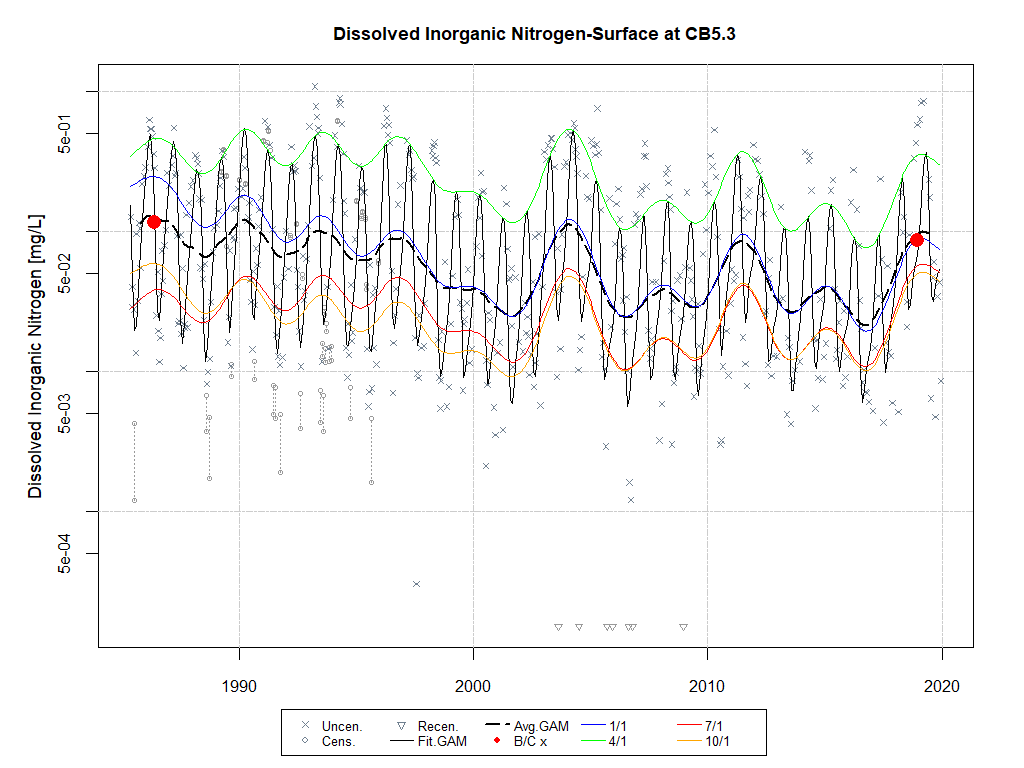 Dissolved Inorganic Nitrogen-Surface at CB5.3
Dissolved Inorganic Nitrogen [mg/L]
5e-01
5e-02
5e-03
5e-04
1990 2000 2010 2020
Uncen. Recen. Avg.GAM 1/1 7/1
Cens. Fit.GAM B/C x 4/1 10/1